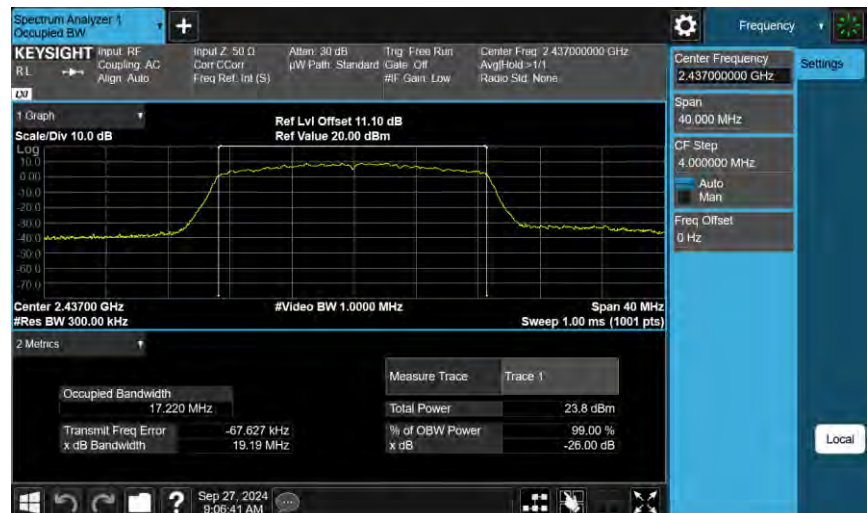 Spectrum Analyzer 1
Occupied BW
+
Frequency
KEYSIGHT
RL
Input: RF
Coupling: AC
Align: Auto
Input Z: 50 Ω
Corr CCorr
Freq Ref: Int (S)
Atten: 30 dB
µW Path: Standard
Trig: Free Run
Gate: Off
#IF Gain: Low
Center Freq: 2.437000000 GHz
Avg|Hold:>1/1
Radio Std: None
LXI
Center Frequency
2.437000000 GHz
Settings
Span
40.000 MHz
CF Step
4.000000 MHz
Auto
Man
Freq Offset
0 Hz
Local
1 Graph
Scale/Div 10.0 dB
Ref Lvl Offset 11.10 dB
Ref Value 20.00 dBm
Log
10.0
0.00
-10.0
-20.0
-30.0
-40.0
-50.0
-60.0
-70.0
Center 2.43700 GHz
#Video BW 1.0000 MHz
Span 40 MHz
#Res BW 300.00 kHz
Sweep 1.00 ms (1001 pts)
2 Metrics
Measure Trace Trace 1
Occupied Bandwidth
17.220 MHz
Total Power 23.8 dBm
Transmit Freq Error -67.627 kHz
% of OBW Power 99.00 %
x dB Bandwidth 19.19 MHz
x dB -26.00 dB
?
Sep 27, 2024
9:06:41 AM